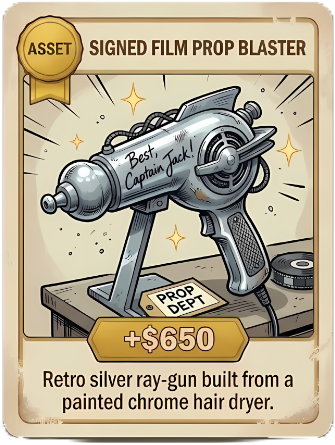 ASSET
SIGNED FILM PROP BLASTER
Best,
Captain Jack!
PROP
DEPT
+$650
Retro silver ray-gun built from a
painted chrome hair dryer.